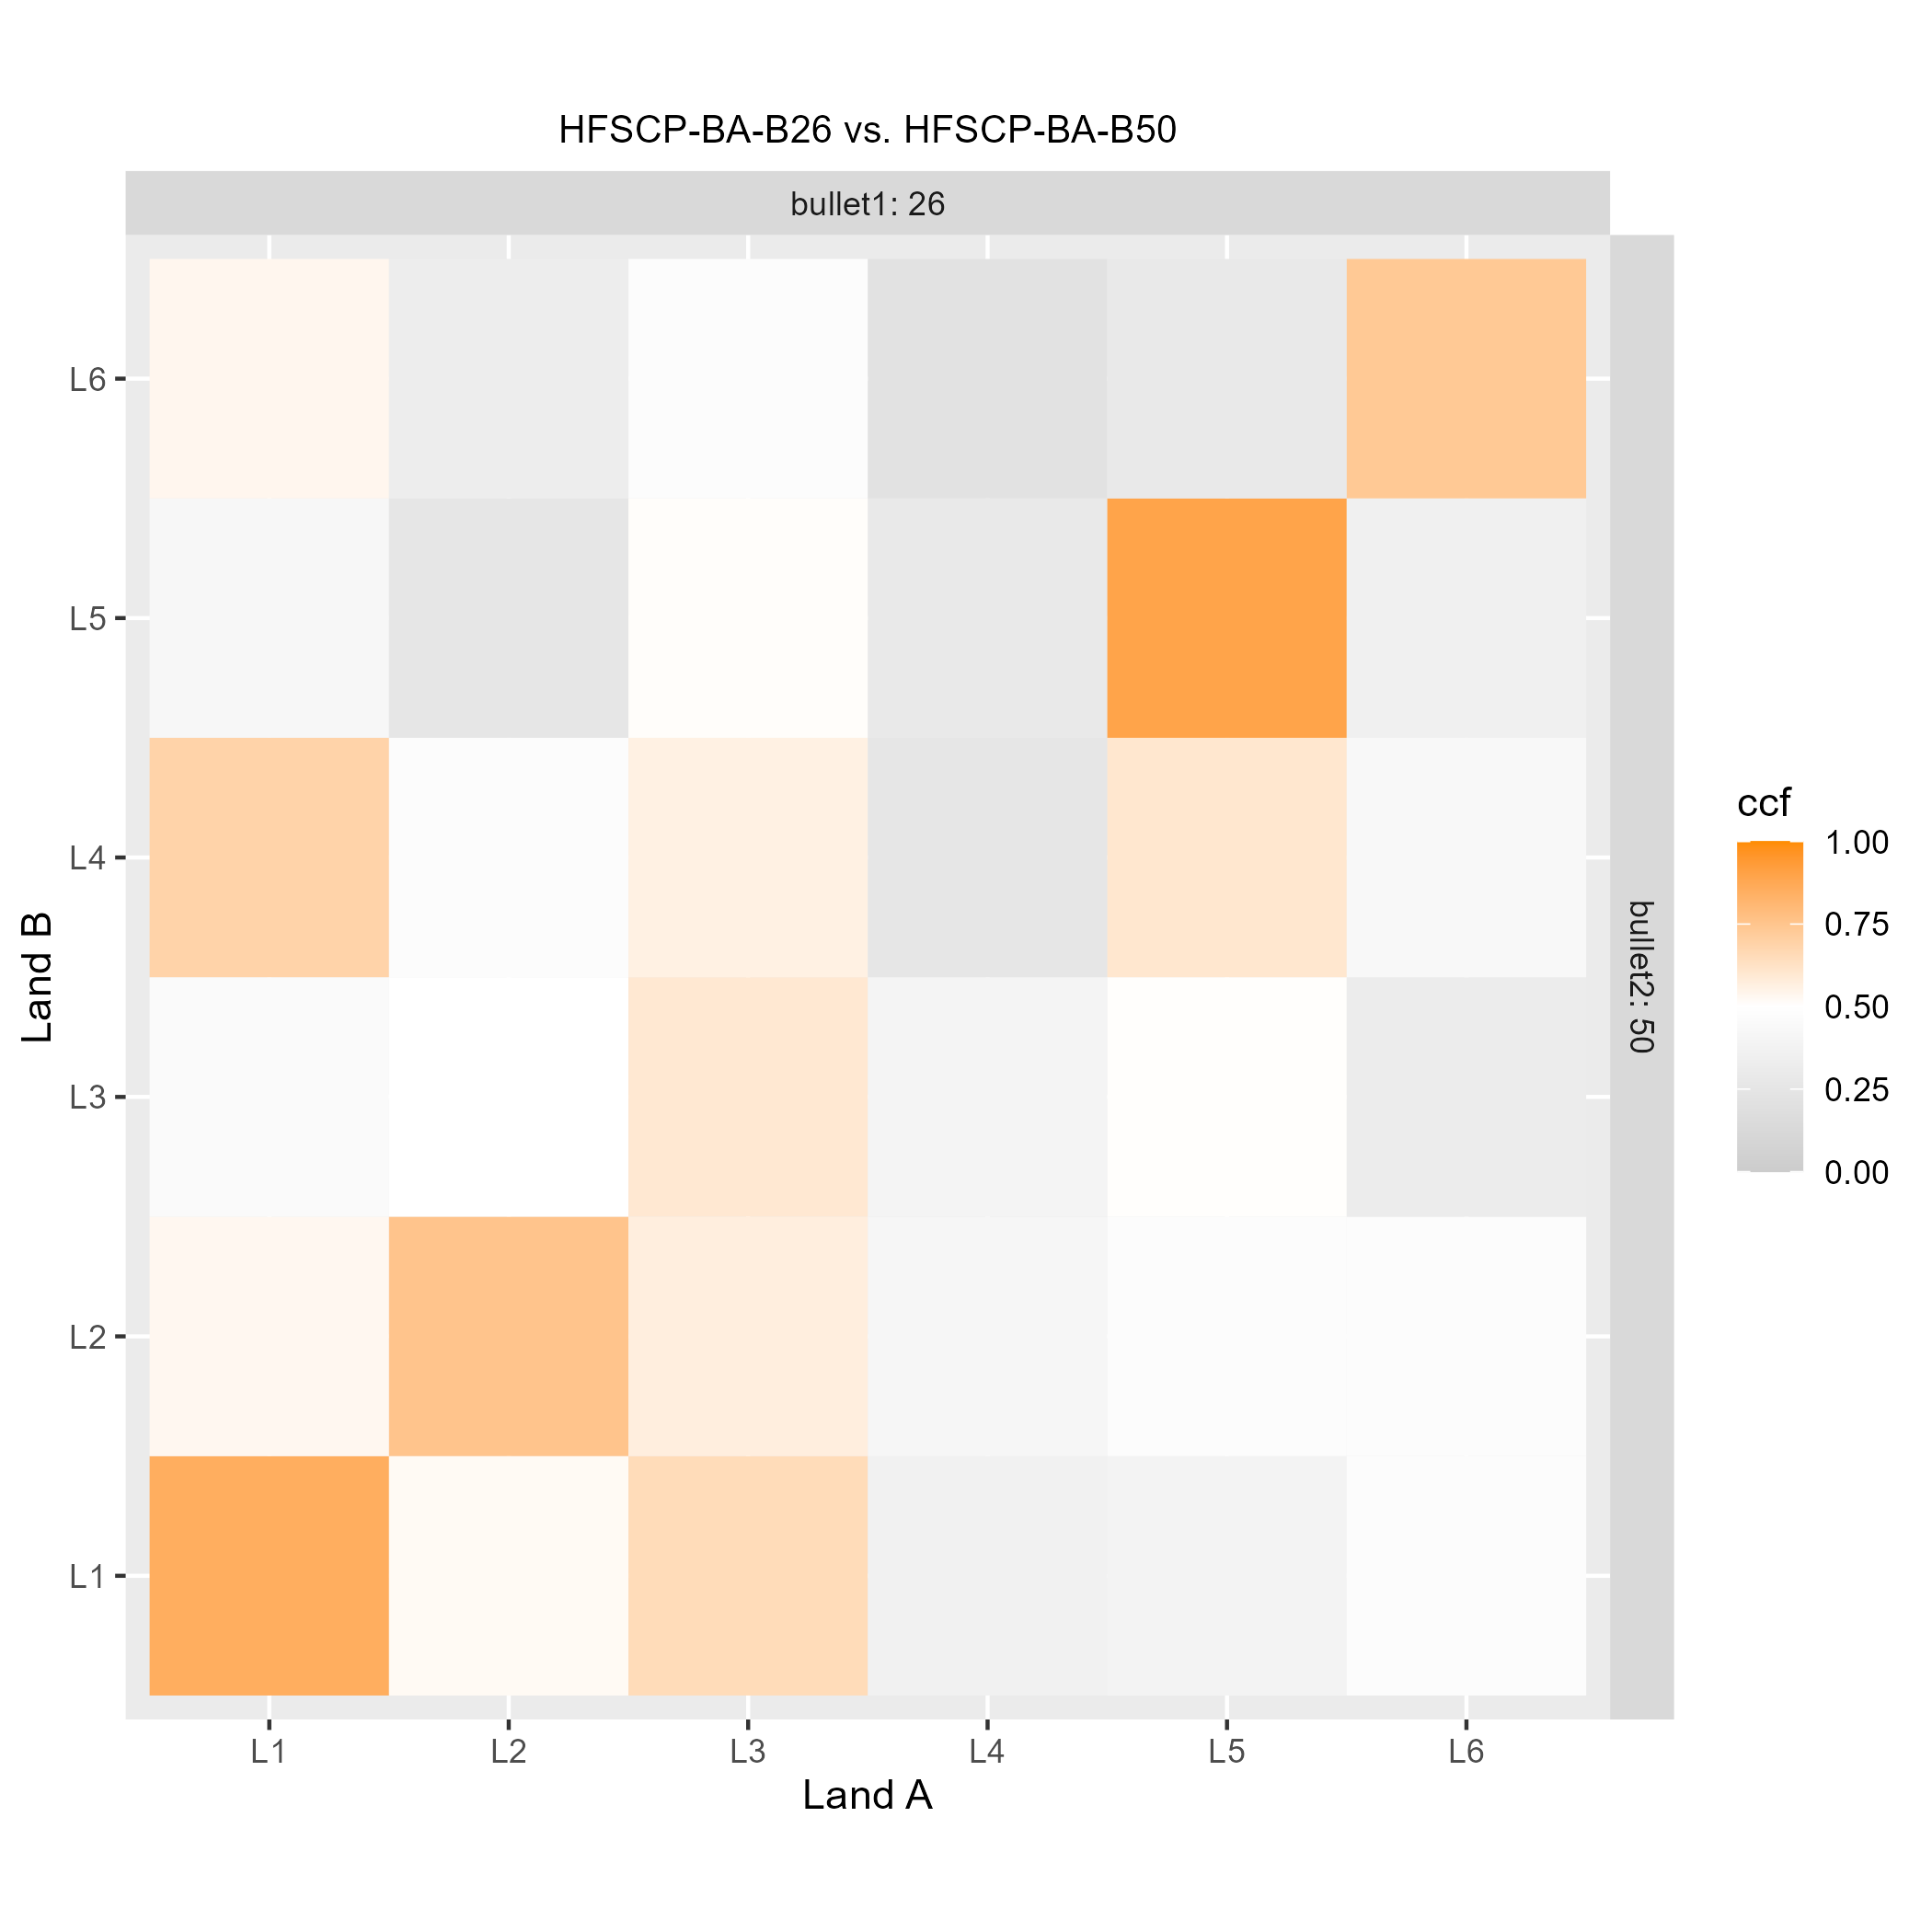 HFSCP-BA-B26 vs. HFSCP-BA-B50
bullet1: 26
L6
L5
L4
L3
L2
L1
Land B
bullet2: 50
ccf
1.00
0.75
0.50
0.25
0.00
L1 L2 L3 L4 L5 L6
Land A